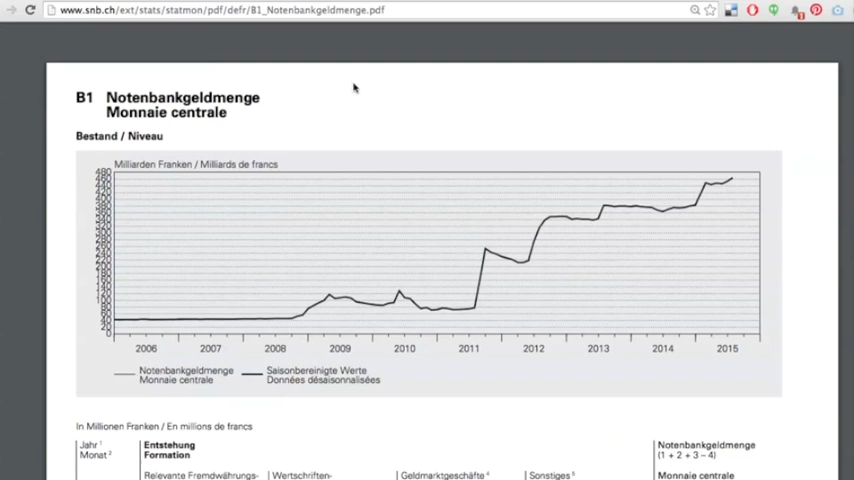 www.snb.ch/ext/stats/statmon/pdf/defr/B1_Notenbankgeldmenge.pdf
B1 Notenbankgeldmenge
Monnaie centrale
Bestand / Niveau
Milliarden Franken / Milliards de francs
480
460
440
420
400
380
360
340
320
300
280
260
240
220
200
180
160
140
120
100
80
60
40
20
0
2006 2007 2008 2009 2010 2011 2012 2013 2014 2015
Notenbankgeldmenge Saisonbereinigte Werte
Monnaie centrale Données désaisonnalisées
In Millionen Franken / En millions de francs
Jahr 1 Entstehung Notenbankgeldmenge
Monat 2 Formation (1 + 2 + 3 – 4)
Relevante Fremdwährungs- Wertschriften- Geldmarktgeschäfte 4 Sonstiges 5 Monnaie centrale